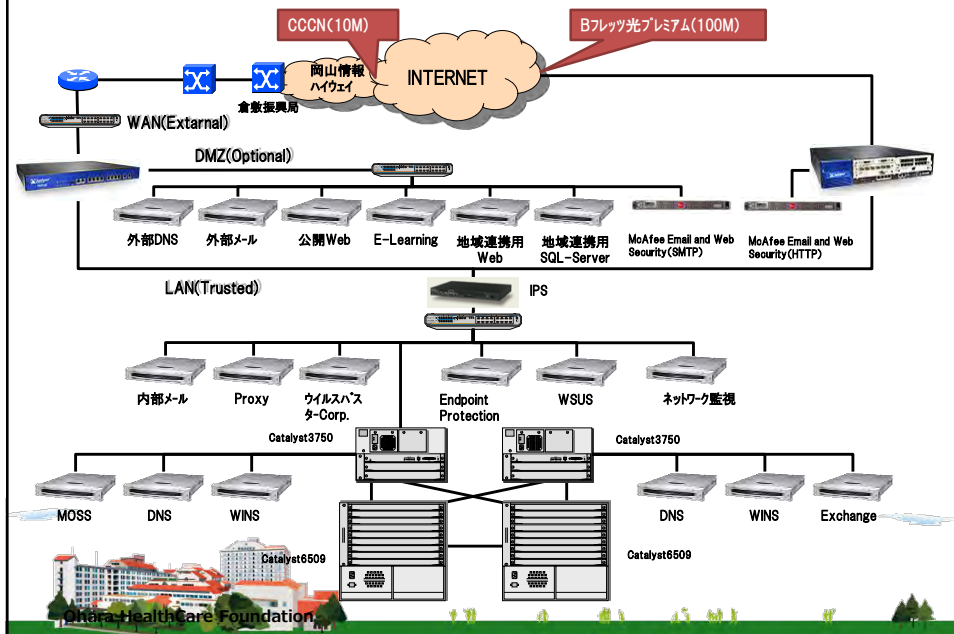 CCCN(10M)
Bフレッツ光プレミアム(100M)
岡山情報
ハイウェイ
INTERNET
倉敷振興局
WAN(Extarnal)
DMZ(Optional)
外部DNS
外部メール
公開Web
E-Learning
地域連携用
Web
地域連携用
SQL-Server
McAfee Email and Web
Security(SMTP)
McAfee Email and Web
Security(HTTP)
LAN(Trusted)
IPS
内部メール
Proxy
ウイルスバス
ターCorp.
Endpoint
Protection
WSUS
ネットワーク監視
Catalyst3750
Catalyst3750
MOSS
DNS
WINS
DNS
WINS
Exchange
Catalyst6509
Catalyst6509
Ohara HealthCare Foundation